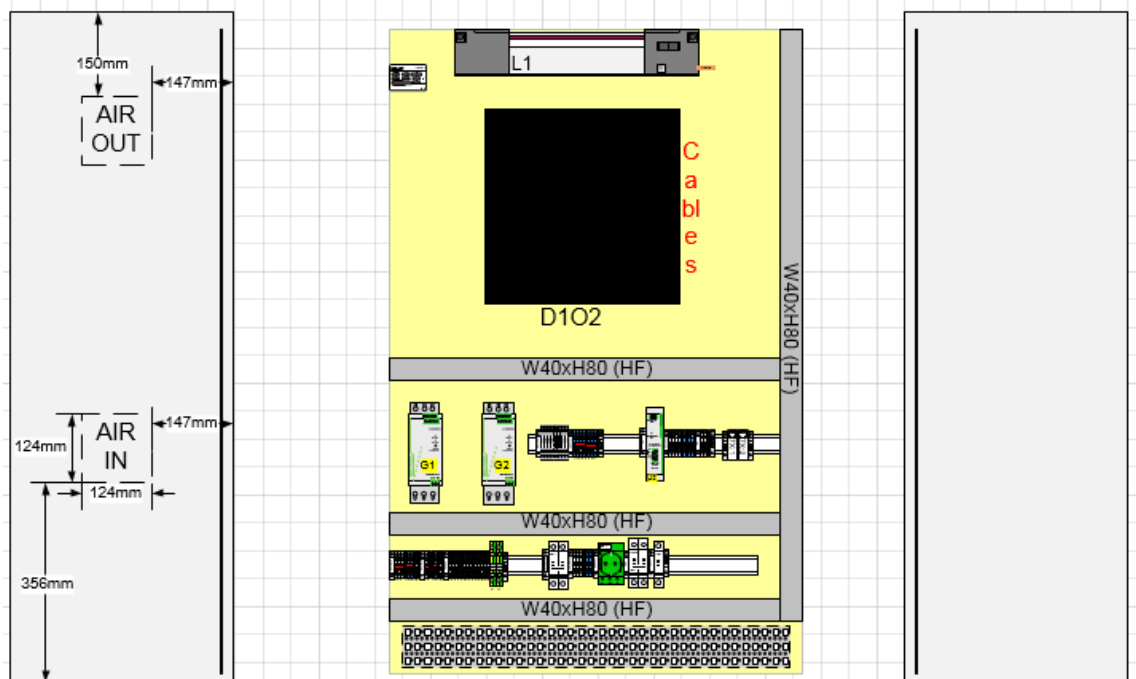 150mm
147mm
AIR
OUT
L1
C
a
bl
e
s
D1O2
W40xH80 (HF)
W40xH80 (HF)
147mm
124mm
AIR
IN
124mm
G1
G2
W40xH80 (HF)
356mm
W40xH80 (HF)